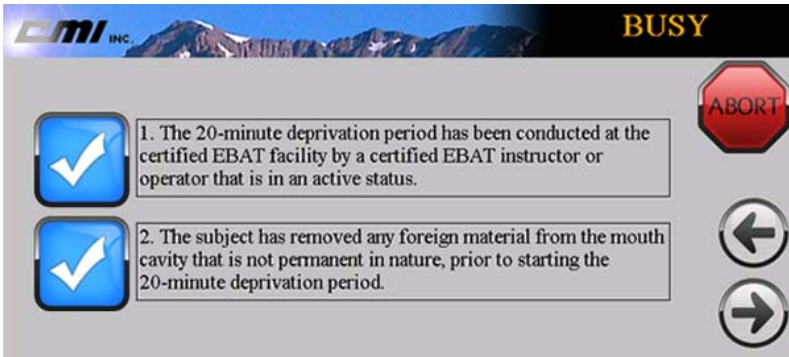 CMI INC.
BUSY
ABORT
1. The 20-minute deprivation period has been conducted at the
certified EBAT facility by a certified EBAT instructor or
operator that is in an active status.
2. The subject has removed any foreign material from the mouth
cavity that is not permanent in nature, prior to starting the
20-minute deprivation period.